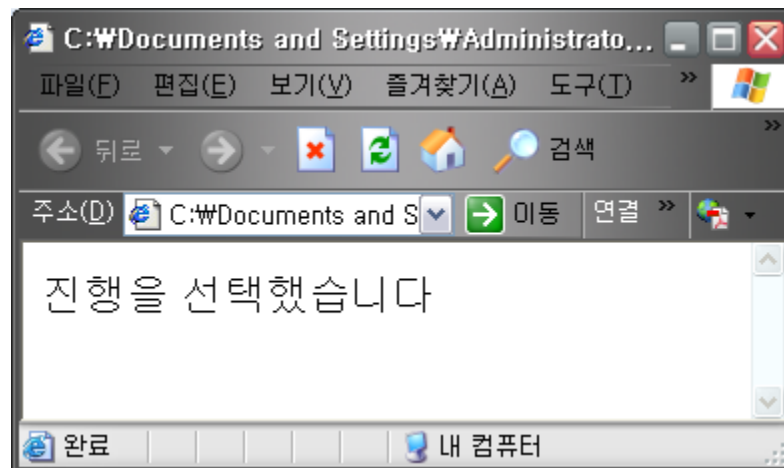 C:₩Documents and Settings₩Administrato...
파일(F) 편집(E) 보기(V) 즐겨찾기(A) 도구(T) »
뒤로 검색 »
주소(D) C:₩Documents and S 이동 연결 »
진행을 선택했습니다
완료 내 컴퓨터